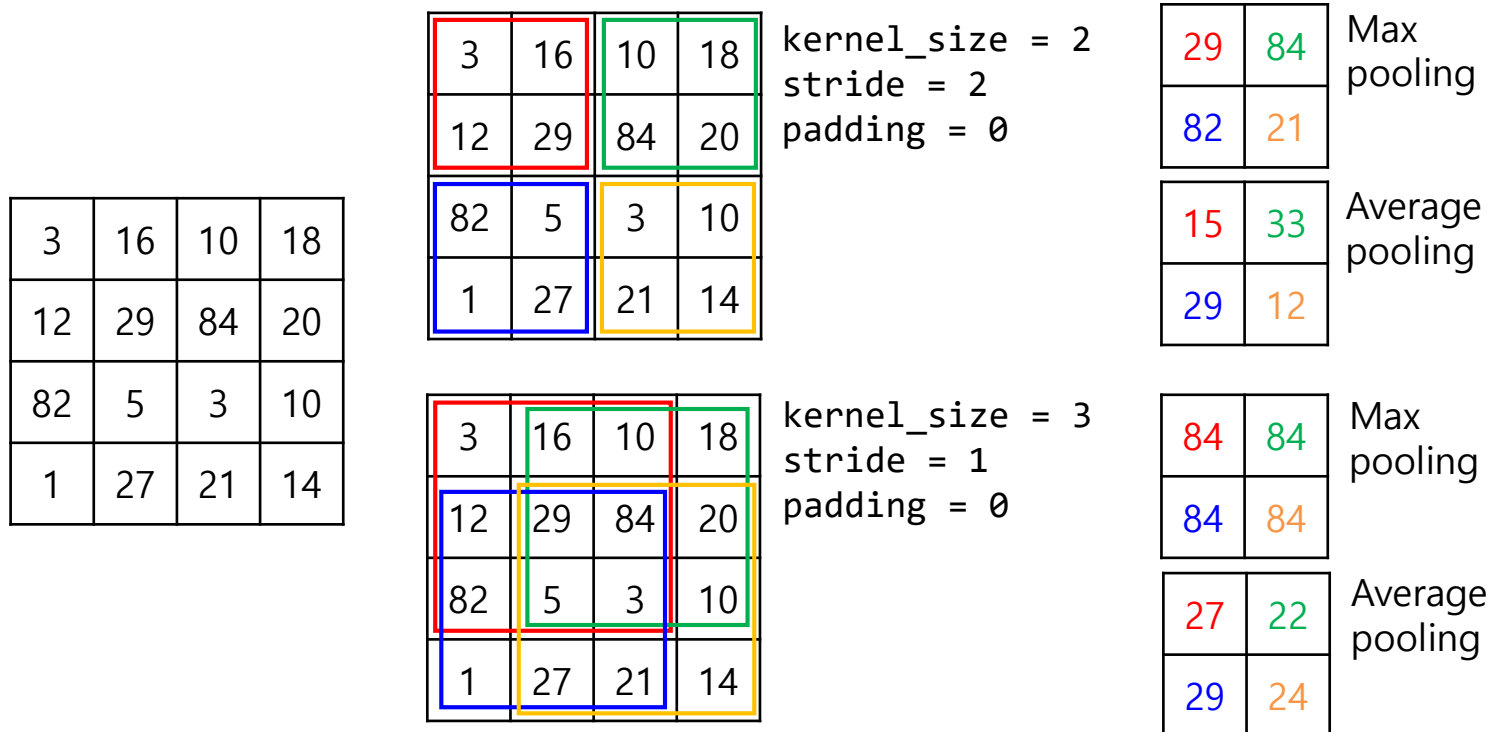 3 16 10 18
12 29 84 20
82 5 3 10
1 27 21 14
3 16 10 18
12 29 84 20
82 5 3 10
1 27 21 14
kernel_size = 2
stride = 2
padding = 0
29 84
82 21
Max
pooling
15 33
29 12
Average
pooling
3 16 10 18
12 29 84 20
82 5 3 10
1 27 21 14
kernel_size = 3
stride = 1
padding = 0
84 84
84 84
Max
pooling
27 22
29 24
Average
pooling